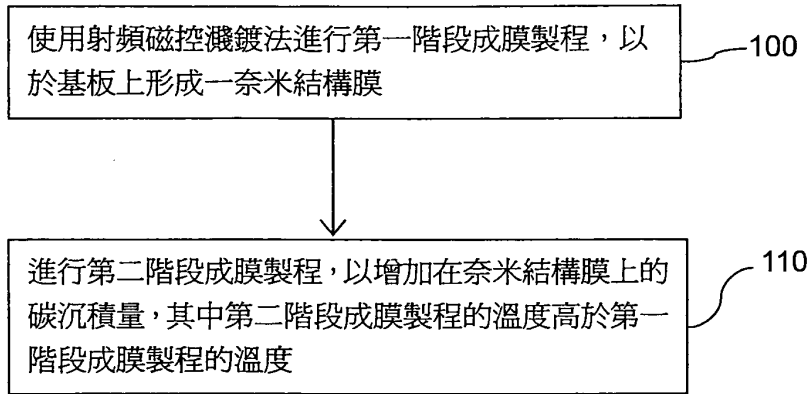 使用射頻磁控濺鍍法進行第一階段成膜製程，以
於基板上形成一奈米結構膜
100
進行第二階段成膜製程，以增加在奈米結構膜上的
碳沉積量，其中第二階段成膜製程的溫度高於第一
階段成膜製程的溫度
110